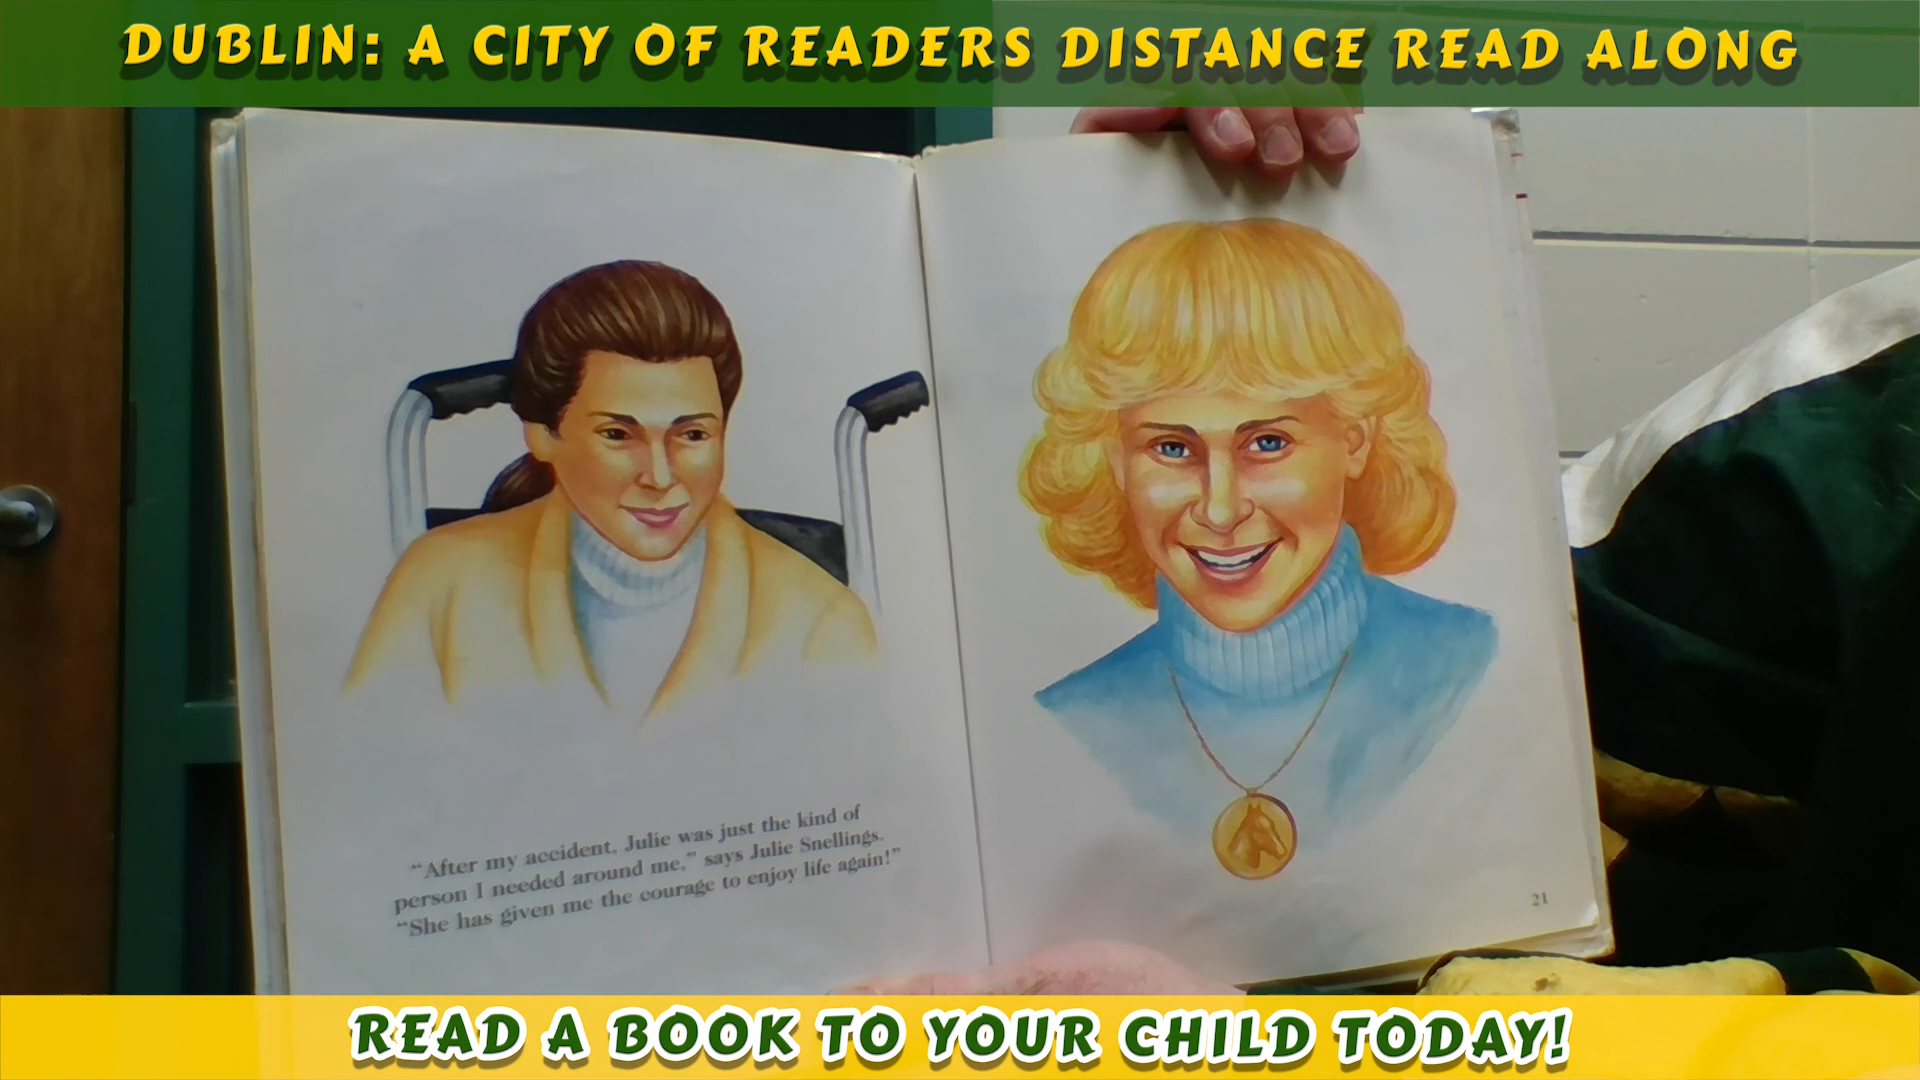 DUBLIN: A CITY OF READERS DISTANCE READ ALONG
“After my accident, Julie was just the kind of
person I needed around me,” says Julie Snellings.
“She has given me the courage to enjoy life again!”
21
READ A BOOK TO YOUR CHILD TODAY!